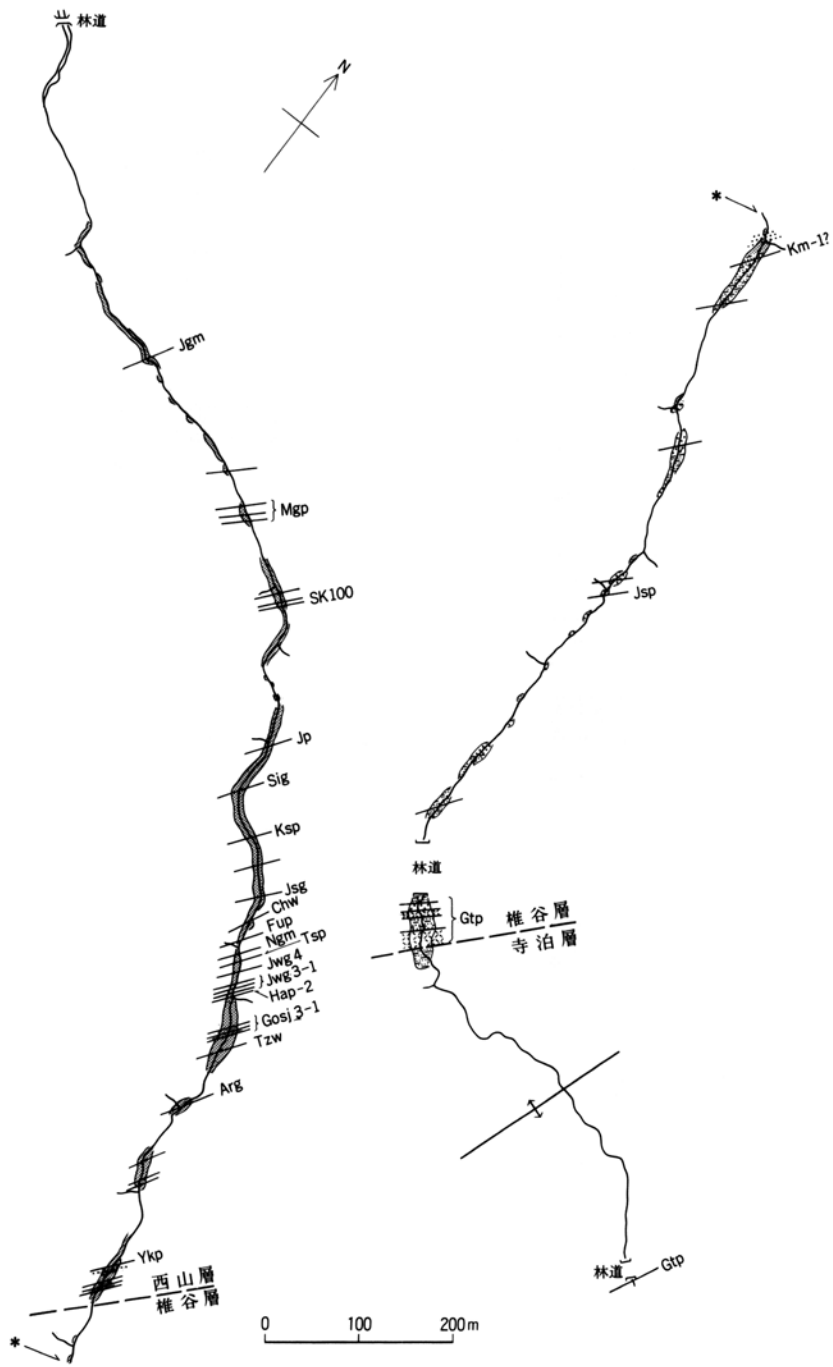 林道
N
Jgm
Mgp
SK100
Jp
Sig
Ksp
Jsg
Chw
Fup
Ngm
Tsp
Jwg4
Jwg3-1
Hap-2
Gosj3-1
Tzw
Arg
Ykp
西山層
椎谷層
*
*
Km-1?
Jsp
林道
Gtp
椎谷層
寺泊層
林道
Gtp
0 100 200m